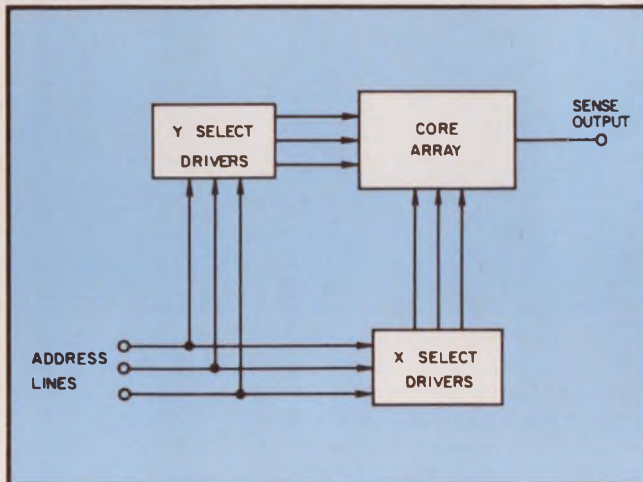 Y SELECT
DRIVERS
CORE
ARRAY
SENSE
OUTPUT
ADDRESS
LINES
X SELECT
DRIVERS